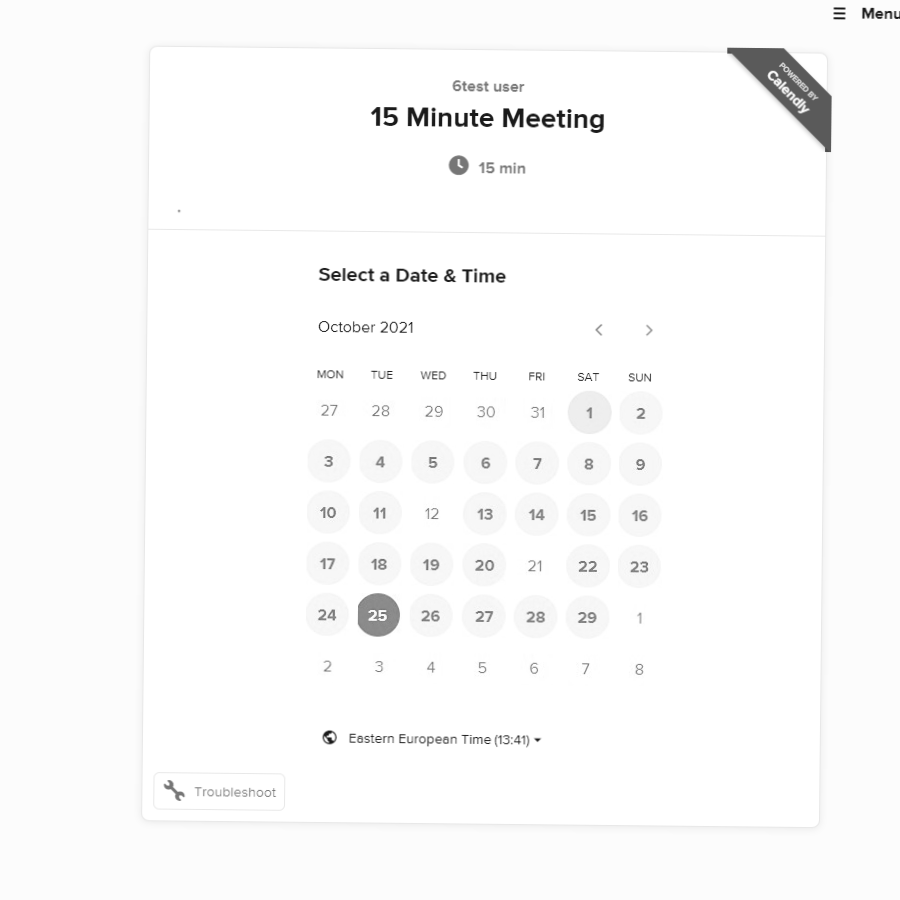 Menu
POWERED BY
Calendly
6test user
15 Minute Meeting
15 min
.
Select a Date & Time
October 2021
MON TUE WED THU FRI SAT SUN
27 28 29 30 31 1 2
3 4 5 6 7 8 9
10 11 12 13 14 15 16
17 18 19 20 21 22 23
24 25 26 27 28 29 1
2 3 4 5 6 7 8
Eastern European Time (13:41)
Troubleshoot